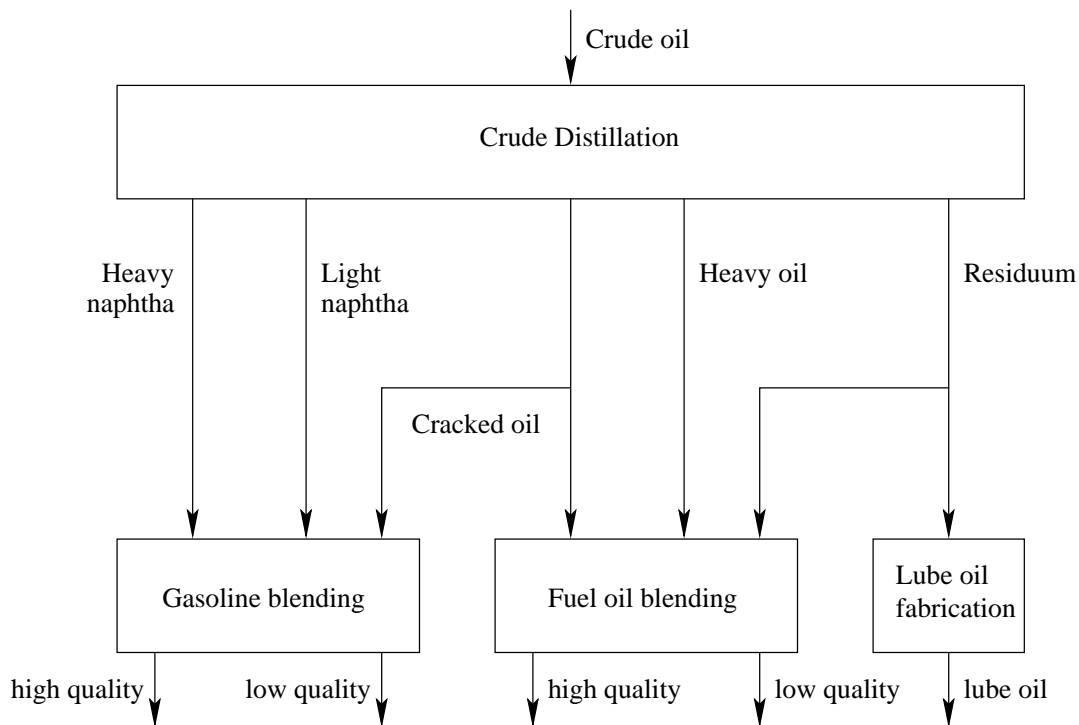 Crude oil
Crude Distillation
Heavy
naphtha
Light
naphtha
Heavy oil
Residuum
Cracked oil
Gasoline blending
Fuel oil blending
Lube oil
fabrication
high quality
low quality
high quality
low quality
lube oil